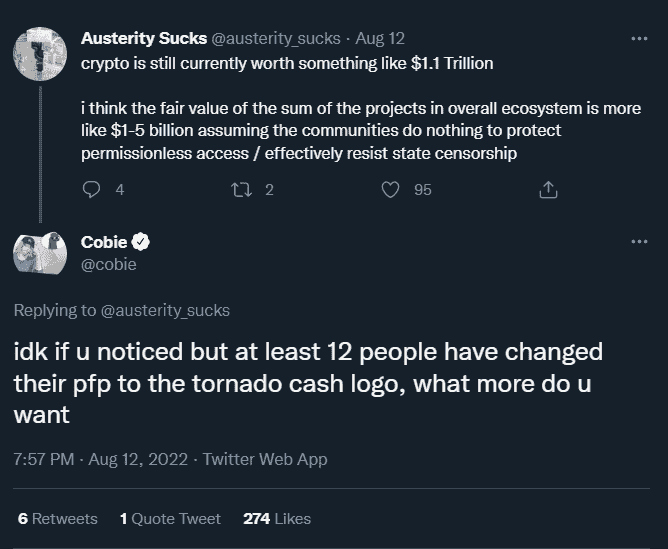 Austerity Sucks @austerity_sucks · Aug 12
crypto is still currently worth something like $1.1 Trillion
i think the fair value of the sum of the projects in overall ecosystem is more
like $1-5 billion assuming the communities do nothing to protect
permissionless access / effectively resist state censorship
4 2 95
Cobie
@cobie
Replying to @austerity_sucks
idk if u noticed but at least 12 people have changed
their pfp to the tornado cash logo, what more do u
want
7:57 PM · Aug 12, 2022 · Twitter Web App
6 Retweets 1 Quote Tweet 274 Likes